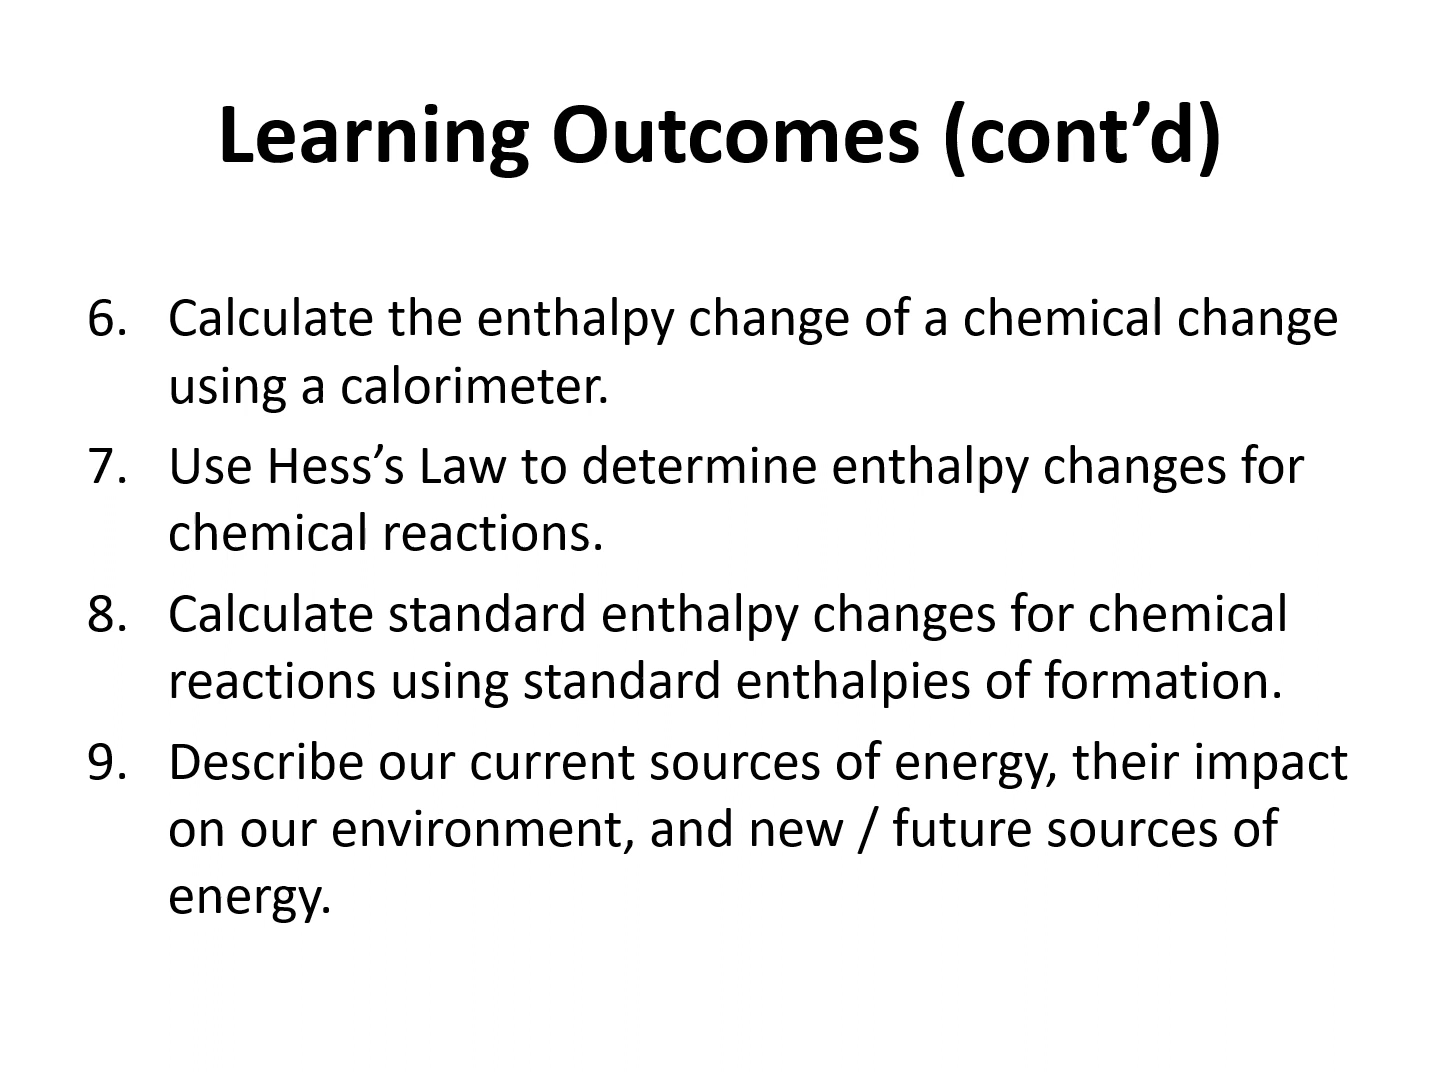 Learning Outcomes (cont’d)
6. Calculate the enthalpy change of a chemical change
using a calorimeter.
7. Use Hess’s Law to determine enthalpy changes for
chemical reactions.
8. Calculate standard enthalpy changes for chemical
reactions using standard enthalpies of formation.
9. Describe our current sources of energy, their impact
on our environment, and new / future sources of
energy.